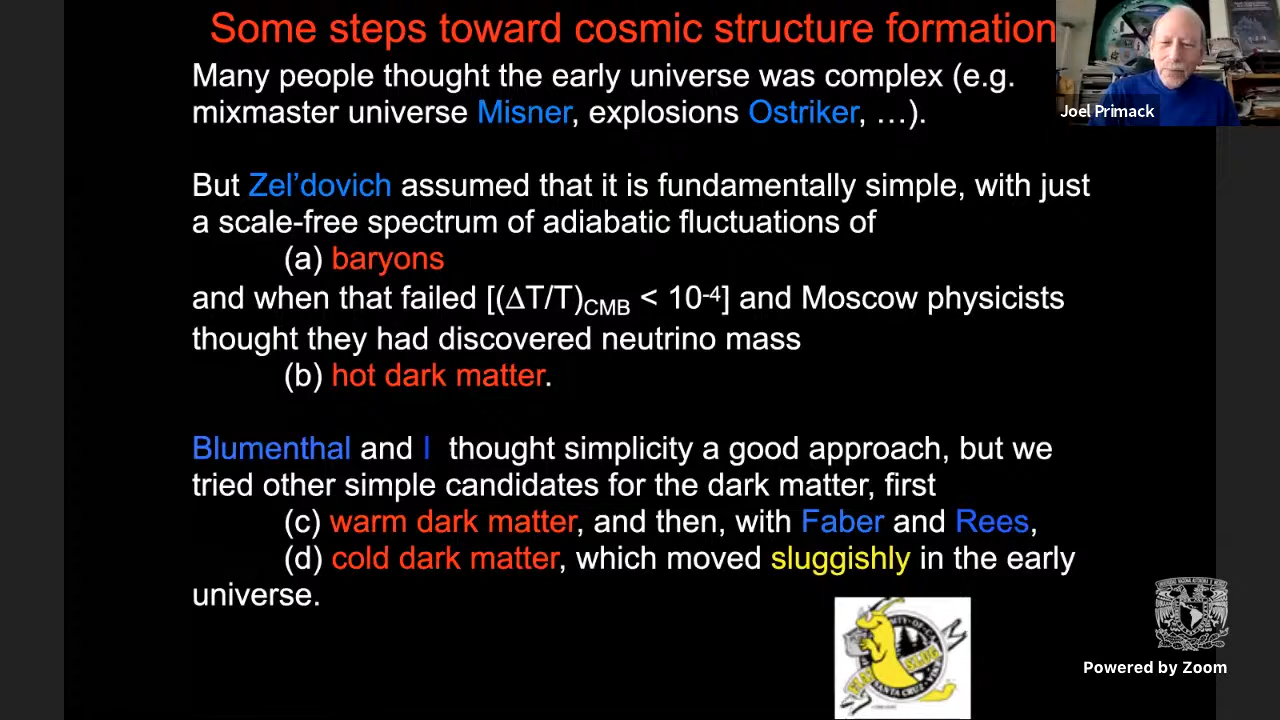 Some steps toward cosmic structure formation
Many people thought the early universe was complex (e.g.
mixmaster universe Misner, explosions Ostriker, …).
Joel Primack
But Zel’dovich assumed that it is fundamentally simple, with just
a scale-free spectrum of adiabatic fluctuations of
(a) baryons
and when that failed [(ΔT/T)CMB < 10-4] and Moscow physicists
thought they had discovered neutrino mass
(b) hot dark matter.
Blumenthal and I thought simplicity a good approach, but we
tried other simple candidates for the dark matter, first
(c) warm dark matter, and then, with Faber and Rees,
(d) cold dark matter, which moved sluggishly in the early
universe.
SLUG
SANTA CRUZ
Powered by Zoom